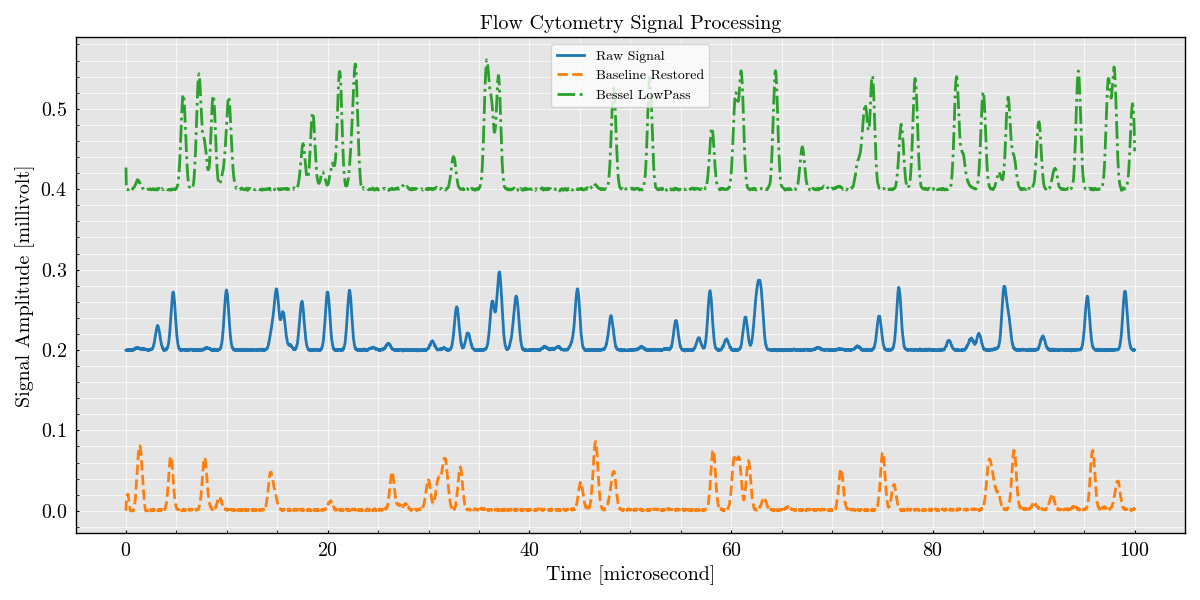 Flow Cytometry Signal Processing
Raw Signal
Baseline Restored
Bessel LowPass
Signal Amplitude [millivolt]
0.5
0.4
0.3
0.2
0.1
0.0
0
20
40
60
80
100
Time [microsecond]